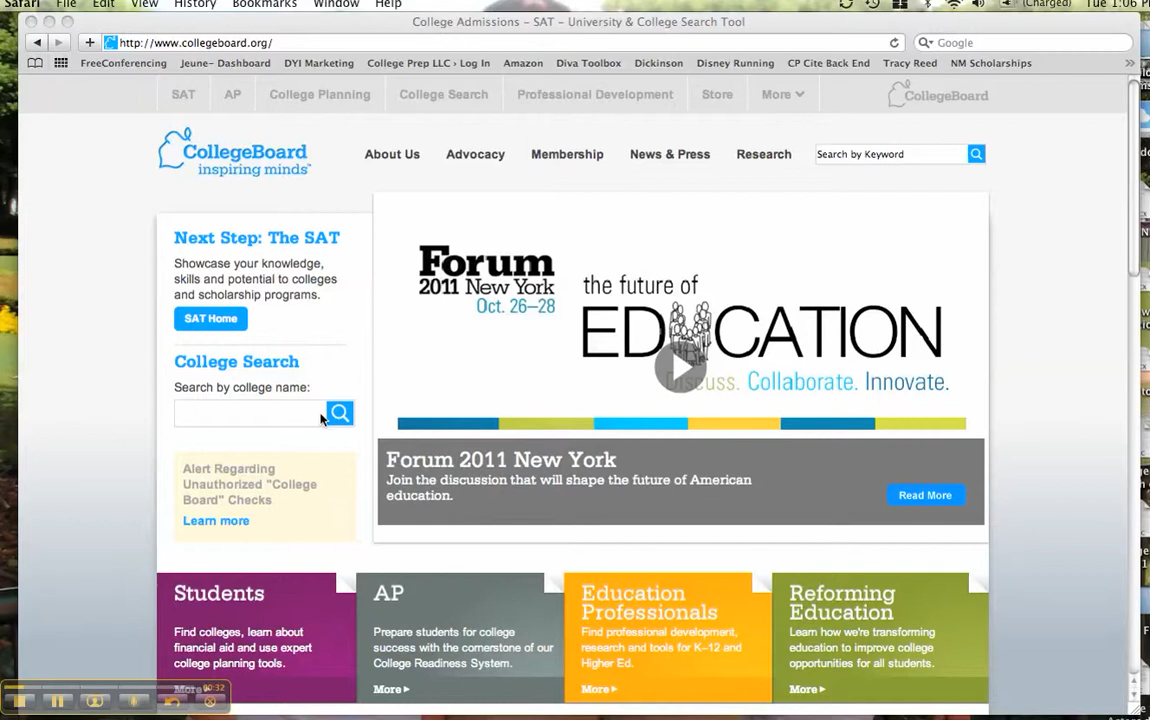 Safari File Edit View History Bookmarks Window Help (Charged) Tue 1:06 P
College Admissions – SAT – University & College Search Tool
http://www.collegeboard.org/ Google
FreeConferencing Jeune- Dashboard DYI Marketing College Prep LLC › Log In Amazon Diva Toolbox Dickinson Disney Running CP Cite Back End Tracy Reed NM Scholarships
SAT AP College Planning College Search Professional Development Store More CollegeBoard
CollegeBoard
inspiring minds™
About Us Advocacy Membership News & Press Research Search by Keyword
Next Step: The SAT
Showcase your knowledge,
skills and potential to colleges
and scholarship programs.
SAT Home
College Search
Search by college name:
Alert Regarding
Unauthorized "College
Board" Checks
Learn more
Forum
2011 New York
Oct. 26–28
the future of
EDUCATION
Discuss. Collaborate. Innovate.
Forum 2011 New York
Join the discussion that will shape the future of American
education.
Read More
Students
Find colleges, learn about
financial aid and use expert
college planning tools.
More
AP
Prepare students for college
success with the cornerstone of our
College Readiness System.
More
Education
Professionals
Find professional development,
research and tools for K–12 and
Higher Ed.
More
Reforming
Education
Learn how we're transforming
education to improve college
opportunities for all students.
More
00:32